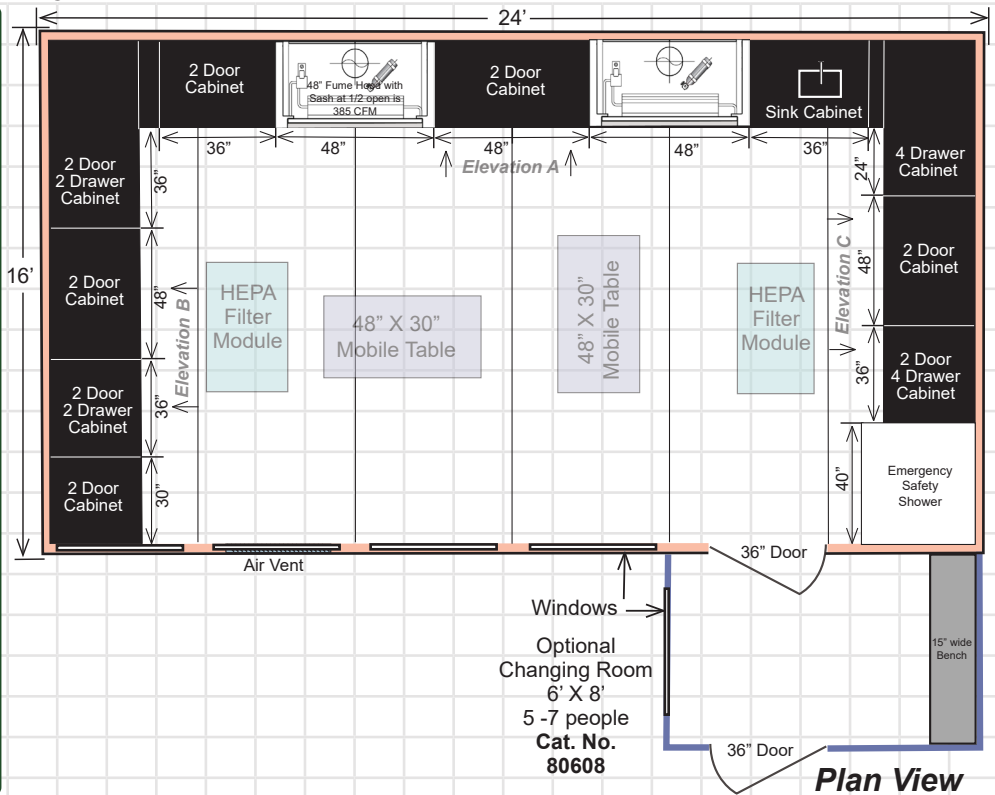 24’
2 Door
Cabinet
48” Fume Hood with
Sash at 1/2 open is
385 CFM
2 Door
Cabinet
Sink Cabinet
36”
48”
48”
48”
36”
Elevation A
2 Door
2 Drawer
Cabinet
36”
24”
4 Drawer
Cabinet
16’
2 Door
Cabinet
48”
Elevation B
HEPA
Filter
Module
48” X 30”
Mobile Table
48” X 30”
Mobile Table
HEPA
Filter
Module
Elevation C
48”
2 Door
Cabinet
2 Door
2 Drawer
Cabinet
36”
36”
2 Door
4 Drawer
Cabinet
2 Door
Cabinet
30”
40”
Emergency
Safety
Shower
Air Vent
36” Door
Windows
Optional
Changing Room
6’ X 8’
5 -7 people
Cat. No.
80608
15” wide
Bench
36” Door
Plan View